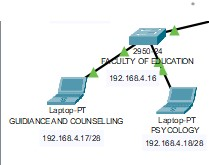 2950-24
FACULTY OF EDUCATION
192.168.4.16
Laptop-PT
GUIDIANCE AND COUNSELLING
192.168.4.17/28
Laptop-PT
PSYCOLOGY
192.168.4.18/28